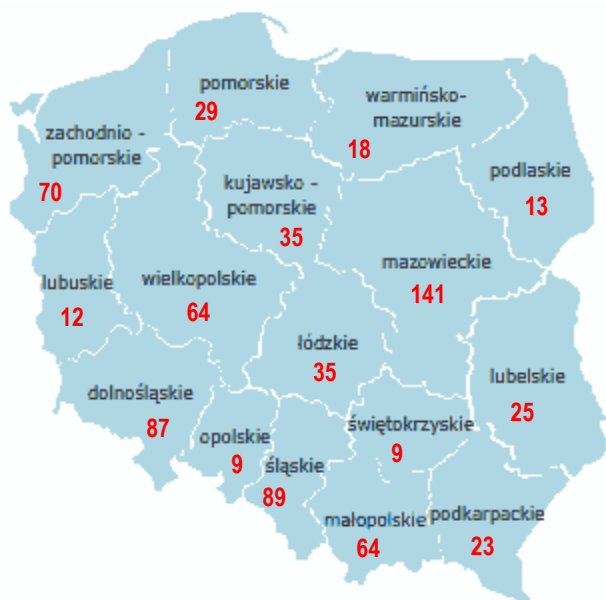 pomorskie
29
warmińsko-
mazurskie
18
zachodnio -
pomorskie
70
podlaskie
13
kujawsko -
pomorskie
35
mazowieckie
141
lubuskie
12
wielkopolskie
64
łódzkie
35
lubelskie
25
dolnośląskie
87
opolskie
9
świętokrzyskie
9
śląskie
89
małopolskie
64
podkarpackie
23